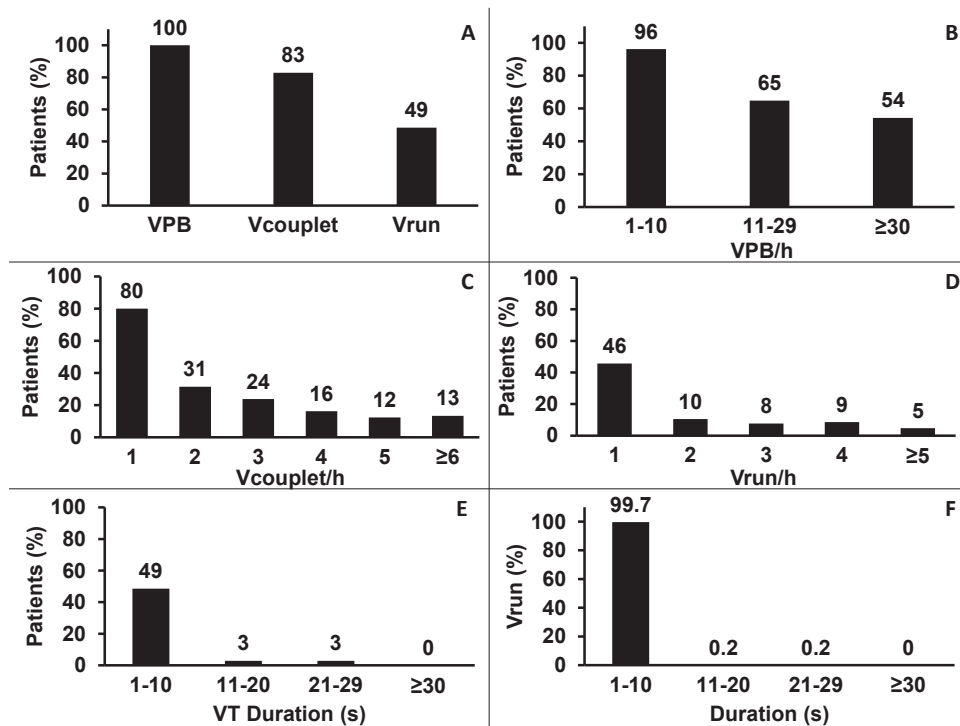 A
Patients (%)
100
80
60
40
20
0
100
83
49
VPB Vcouplet Vrun
B
Patients (%)
100
80
60
40
20
0
96
65
54
1-10 11-29 ≥30
VPB/h
C
Patients (%)
100
80
60
40
20
0
80
31
24
16
12
13
1 2 3 4 5 ≥6
Vcouplet/h
D
Patients (%)
100
80
60
40
20
0
46
10
8
9
5
1 2 3 4 ≥5
Vrun/h
E
Patients (%)
100
80
60
40
20
0
49
3
3
0
1-10 11-20 21-29 ≥30
VT Duration (s)
F
Vrun (%)
100
80
60
40
20
0
99.7
0.2
0.2
0
1-10 11-20 21-29 ≥30
Duration (s)